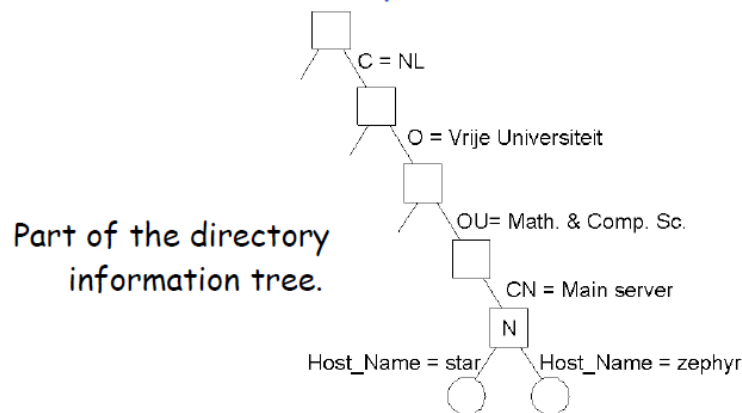 C = NL
O = Vrije Universiteit
OU= Math. & Comp. Sc.
Part of the directory
information tree.
CN = Main server
N
Host_Name = star
Host_Name = zephyr